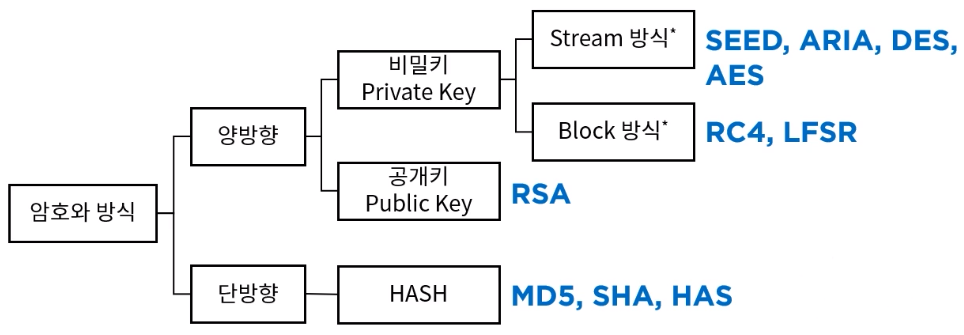 Stream 방식*
SEED, ARIA, DES,
AES
비밀키
Private Key
Block 방식*
RC4, LFSR
양방향
공개키
Public Key
RSA
암호와 방식
단방향
HASH
MD5, SHA, HAS